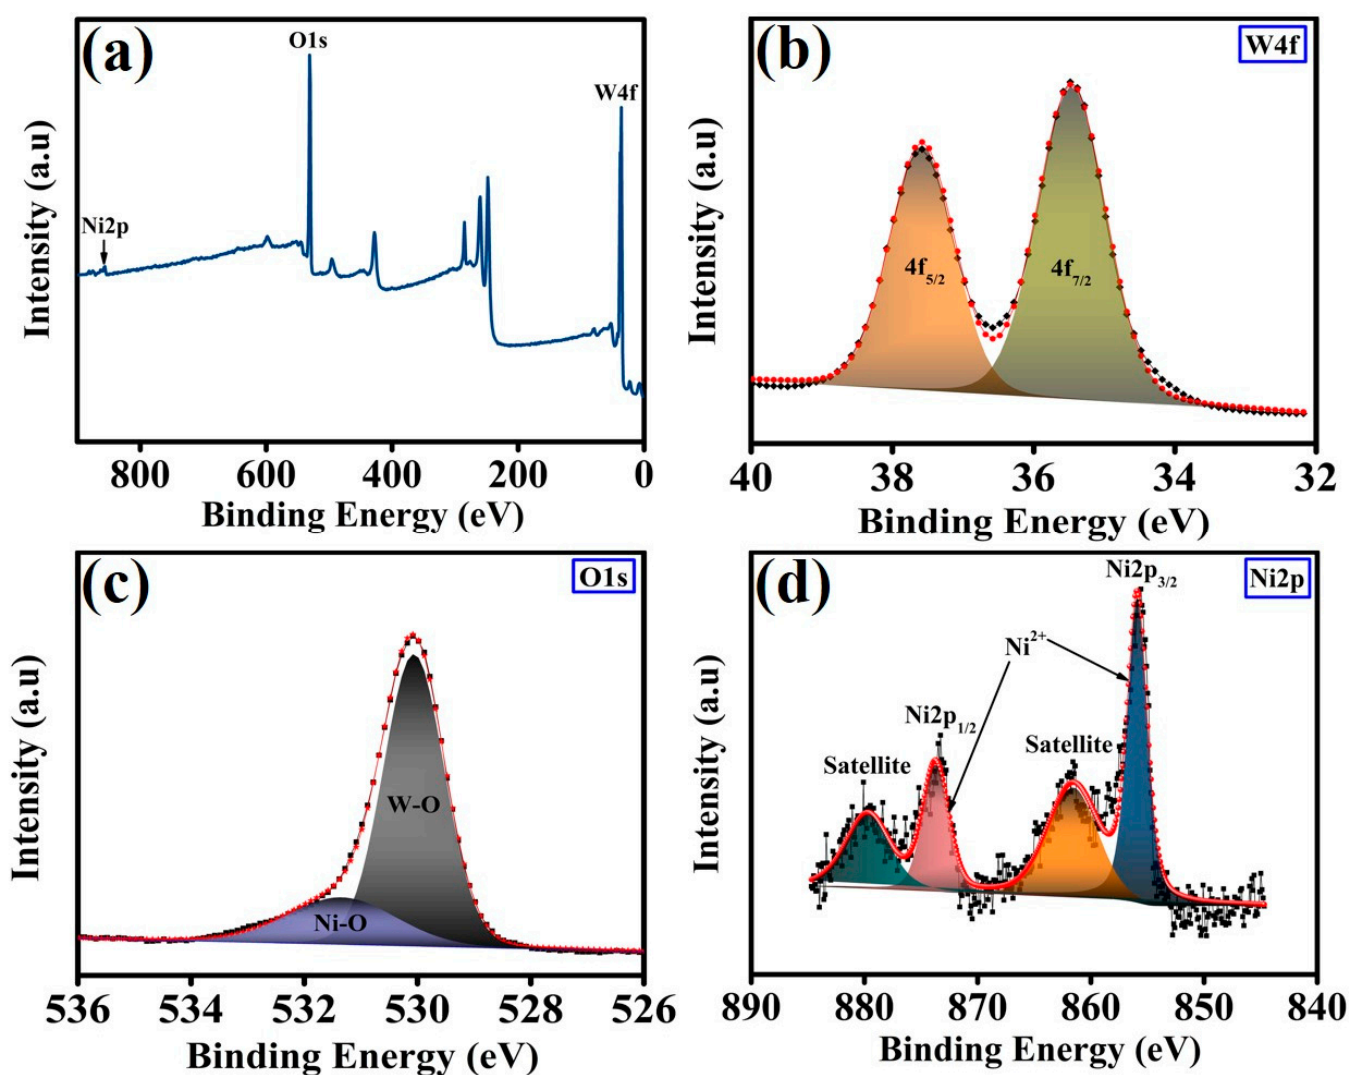 (a)
O1s
W4f
Ni2p
Intensity (a.u)
800 600 400 200 0
Binding Energy (eV)
(b)
W4f
4f5/2
4f7/2
Intensity (a.u)
40 38 36 34 32
Binding Energy (eV)
(c)
O1s
W-O
Ni-O
Intensity (a.u)
536 534 532 530 528 526
Binding Energy (eV)
(d)
Ni2p3/2
Ni2p
Ni2+
Ni2p1/2
Satellite
Satellite
Intensity (a.u)
890 880 870 860 850 840
Binding Energy (eV)